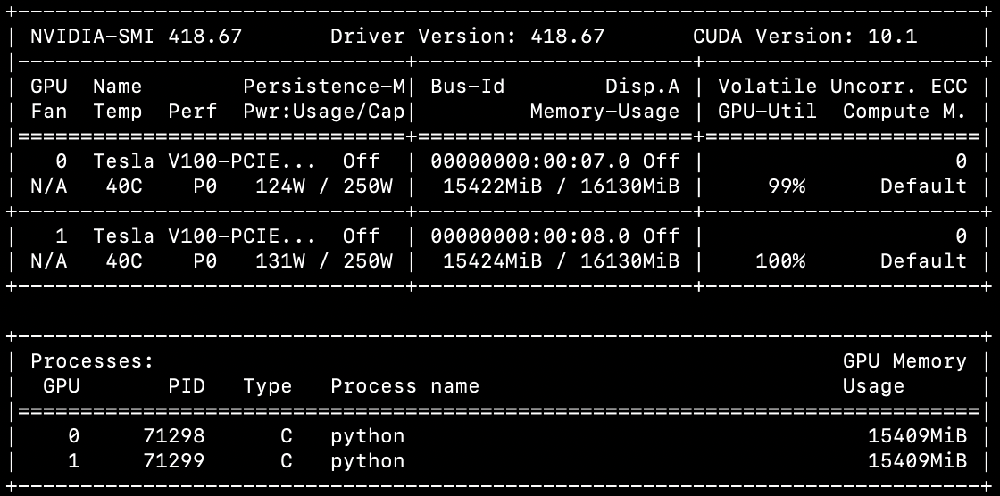 +-----------------------------------------------------------------------------+
| NVIDIA-SMI 418.67       Driver Version: 418.67       CUDA Version: 10.1     |
|-------------------------------+----------------------+----------------------+
| GPU  Name        Persistence-M| Bus-Id        Disp.A | Volatile Uncorr. ECC |
| Fan  Temp  Perf  Pwr:Usage/Cap|         Memory-Usage | GPU-Util  Compute M. |
|===============================+======================+======================|
|   0  Tesla V100-PCIE...  Off  | 00000000:00:07.0 Off |                    0 |
| N/A   40C    P0   124W / 250W |  15422MiB / 16130MiB |     99%      Default |
+-------------------------------+----------------------+----------------------+
|   1  Tesla V100-PCIE...  Off  | 00000000:00:08.0 Off |                    0 |
| N/A   40C    P0   131W / 250W |  15424MiB / 16130MiB |    100%      Default |
+-------------------------------+----------------------+----------------------+

+-----------------------------------------------------------------------------+
| Processes:                                                       GPU Memory |
|  GPU       PID   Type   Process name                             Usage      |
|=============================================================================|
|    0     71298      C   python                                     15409MiB |
|    1     71299      C   python                                     15409MiB |
+-----------------------------------------------------------------------------+